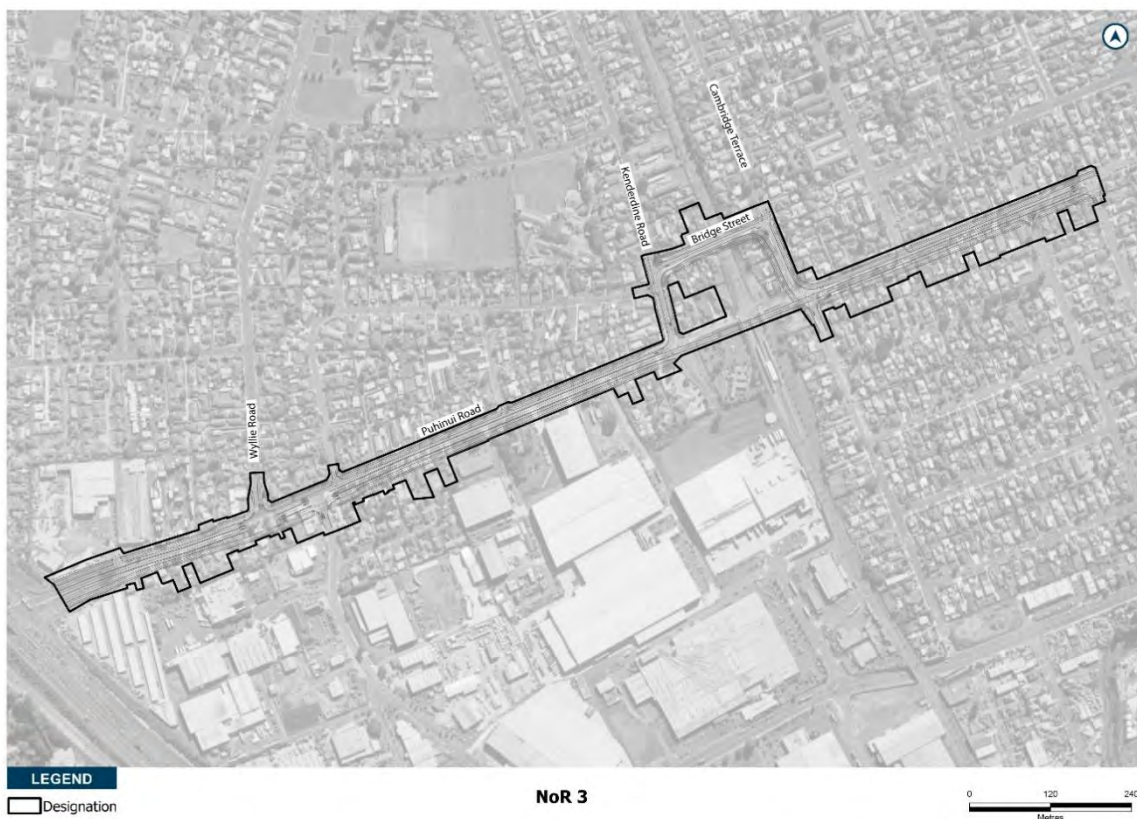 Cambridge Terrace
Kenderdine Road
Bridge Street
Puhinui Road
Wyllie Road
LEGEND
Designation
NoR 3
0 120 240
Metres